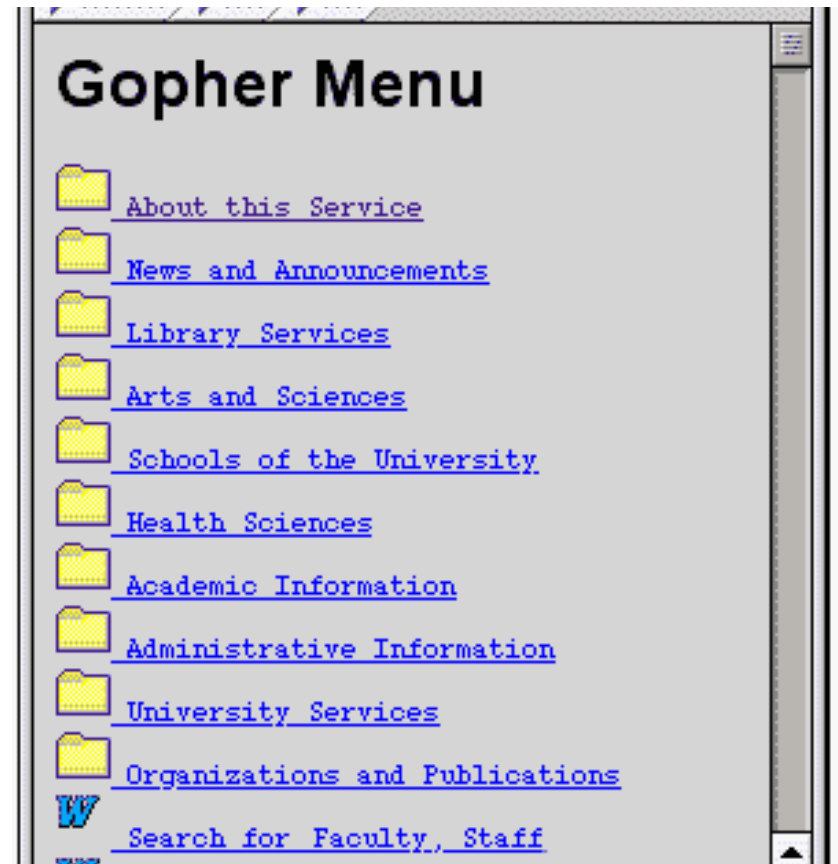 Gopher Menu
About this Service
News and Announcements
Library Services
Arts and Sciences
Schools of the University
Health Sciences
Academic Information
Administrative Information
University Services
Organizations and Publications
W
Search for Faculty, Staff